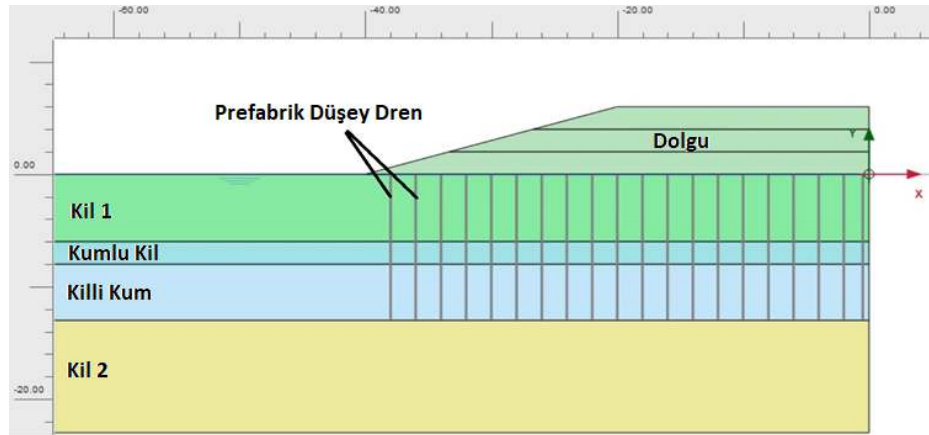 -60.00 -40.00 -20.00 0.00
Prefabrik Düşey Dren
Dolgu
Y
0.00
X
Kil 1
Kumlu Kil
Killi Kum
Kil 2
-20.00